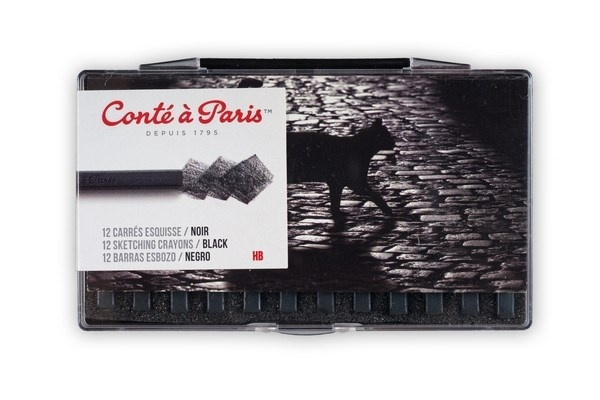 Conté à Paris™
DEPUIS 1795
12 CARRÉS ESQUISSE / NOIR
12 SKETCHING CRAYONS / BLACK
12 BARRAS ESBOZO / NEGRO
HB